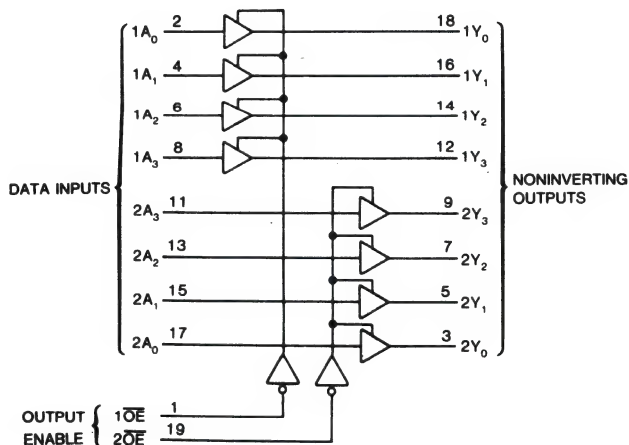 1A₀ 2 18 1Y₀
1A₁ 4 16 1Y₁
1A₂ 6 14 1Y₂
1A₃ 8 12 1Y₃
DATA INPUTS
NONINVERTING
OUTPUTS
2A₃ 11 9 2Y₃
2A₂ 13 7 2Y₂
2A₁ 15 5 2Y₁
2A₀ 17 3 2Y₀
OUTPUT 1O̅E̅ 1
ENABLE 2O̅E̅ 19